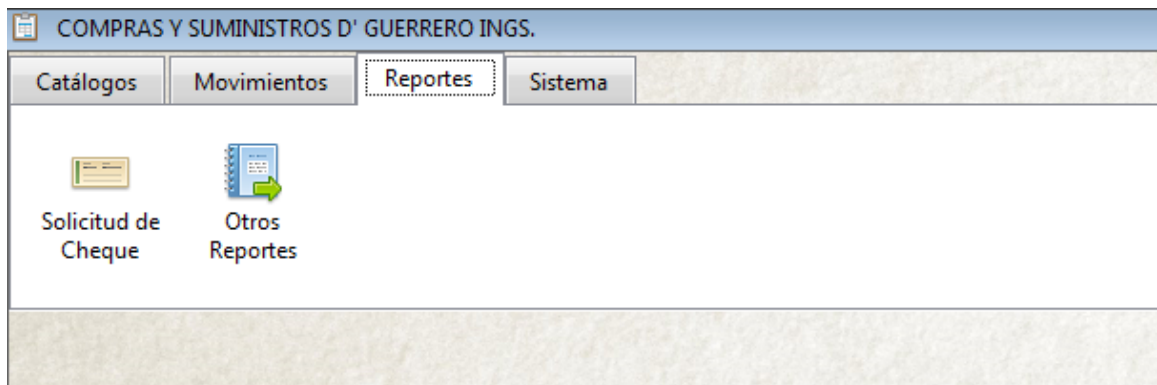 COMPRAS Y SUMINISTROS D' GUERRERO INGS.
Catálogos Movimientos Reportes Sistema
Solicitud de Cheque
Otros Reportes